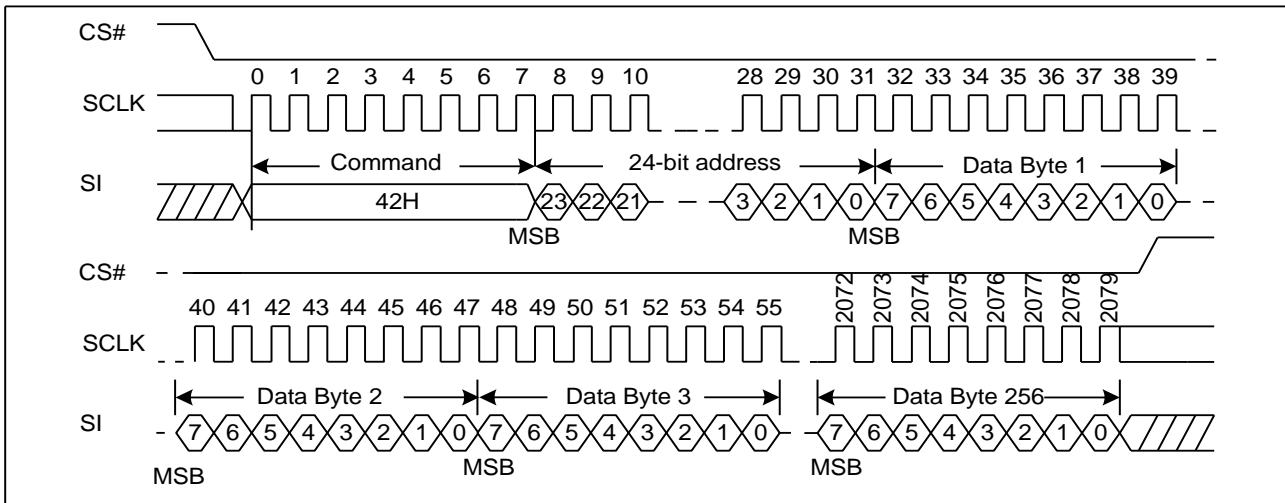 CS#
0 1 2 3 4 5 6 7 8 9 10 28 29 30 31 32 33 34 35 36 37 38 39
SCLK
Command 24-bit address Data Byte 1
SI
42H 23 22 21 3 2 1 0 7 6 5 4 3 2 1 0
MSB MSB
CS#
40 41 42 43 44 45 46 47 48 49 50 51 52 53 54 55 2072 2073 2074 2075 2076 2077 2078 2079
SCLK
Data Byte 2 Data Byte 3 Data Byte 256
SI
7 6 5 4 3 2 1 0 7 6 5 4 3 2 1 0 7 6 5 4 3 2 1 0
MSB MSB MSB